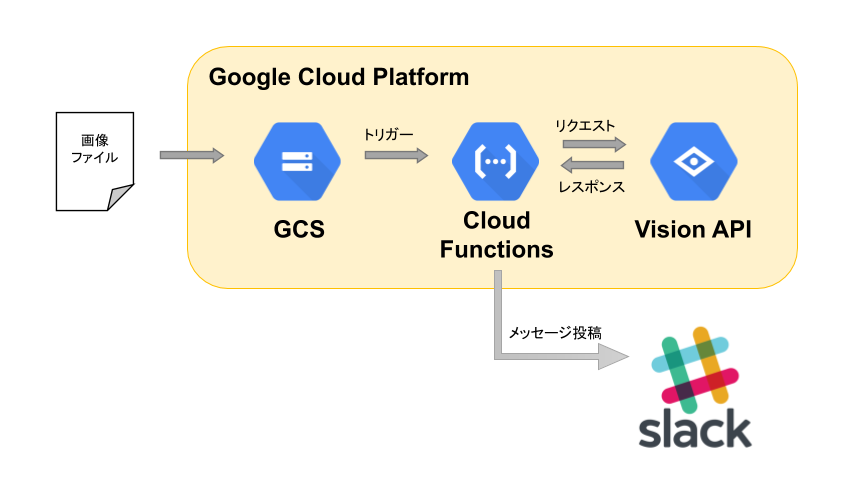 Google Cloud Platform
画像
ファイル
トリガー
リクエスト
レスポンス
GCS
Cloud
Functions
Vision API
メッセージ投稿
slack